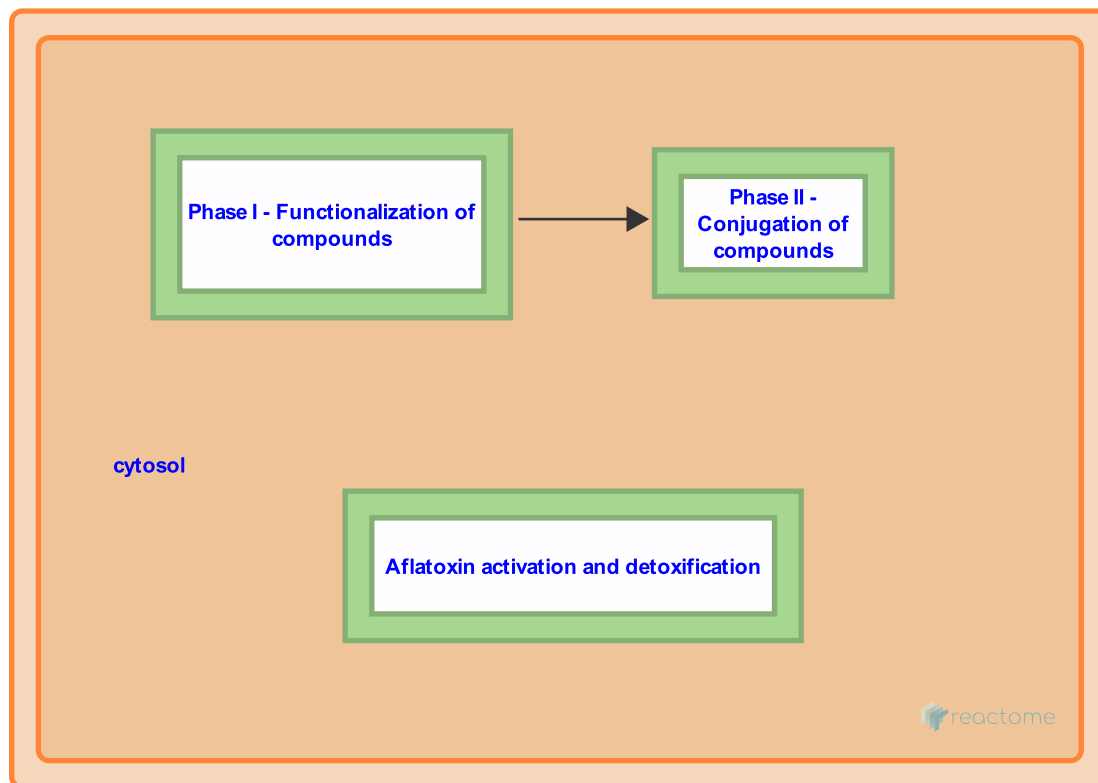 Phase I - Functionalization of
compounds
Phase II -
Conjugation of
compounds
cytosol
Aflatoxin activation and detoxification
reactome